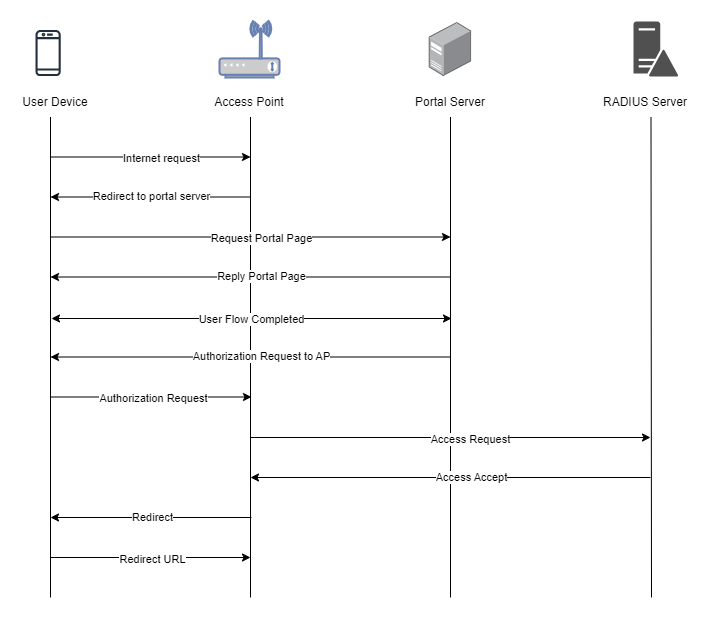 User Device
Access Point
Portal Server
RADIUS Server
Internet request
Redirect to portal server
Request Portal Page
Reply Portal Page
User Flow Completed
Authorization Request to AP
Authorization Request
Access Request
Access Accept
Redirect
Redirect URL